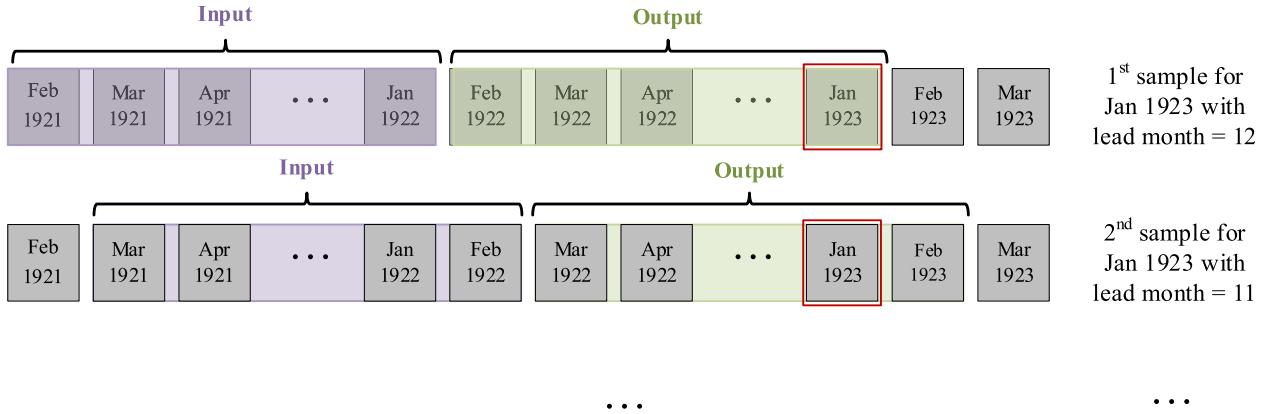 Input Output
Feb 1921 Mar 1921 Apr 1921 ... Jan 1922 Feb 1922 Mar 1922 Apr 1922 ... Jan 1923 Feb 1923 Mar 1923
1st sample for
Jan 1923 with
lead month = 12
Input Output
Feb 1921 Mar 1921 Apr 1921 ... Jan 1922 Feb 1922 Mar 1922 Apr 1922 ... Jan 1923 Feb 1923 Mar 1923
2nd sample for
Jan 1923 with
lead month = 11
... ...